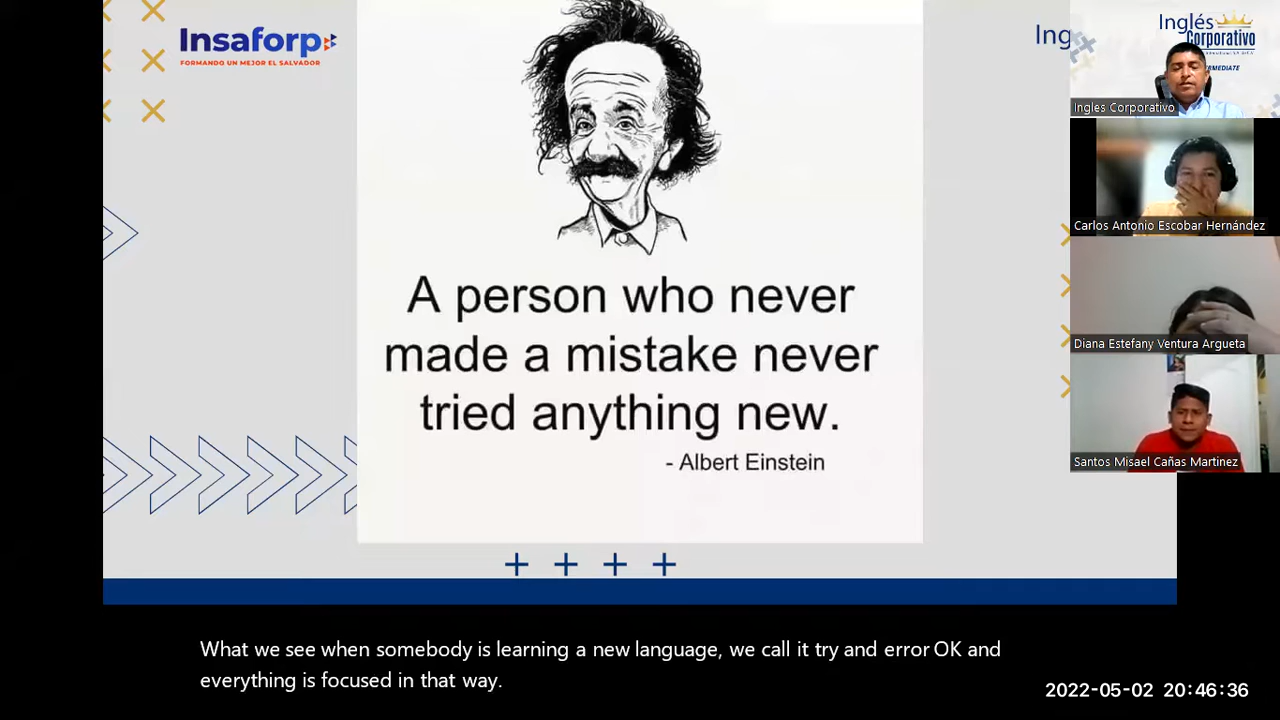 Insaforp
FORMANDO UN MEJOR EL SALVADOR
Ing
Inglés
Corporativo
Ingles Corporativo
Carlos Antonio Escobar Hernández
Diana Estefany Ventura Argueta
Santos Misael Cañas Martinez
A person who never
made a mistake never
tried anything new.
- Albert Einstein
What we see when somebody is learning a new language, we call it try and error OK and
everything is focused in that way.
2022-05-02 20:46:36